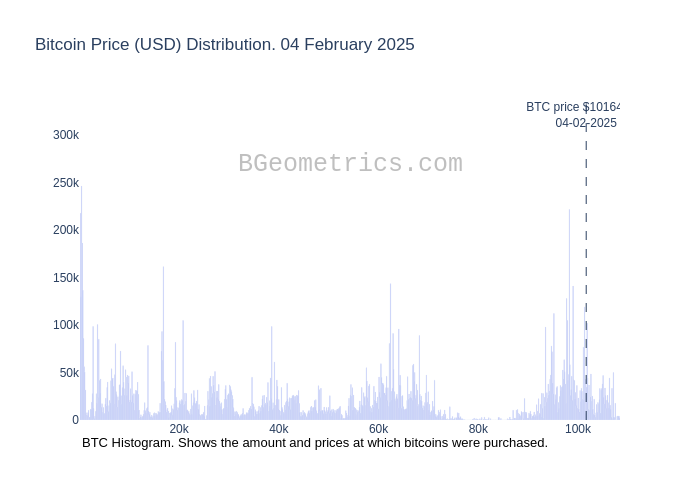 Bitcoin Price (USD) Distribution. 04 February 2025
BTC price $10164
04-02-2025
300k
BGeometrics.com
250k
200k
150k
100k
50k
0
20k
40k
60k
80k
100k
BTC Histogram. Shows the amount and prices at which bitcoins were purchased.